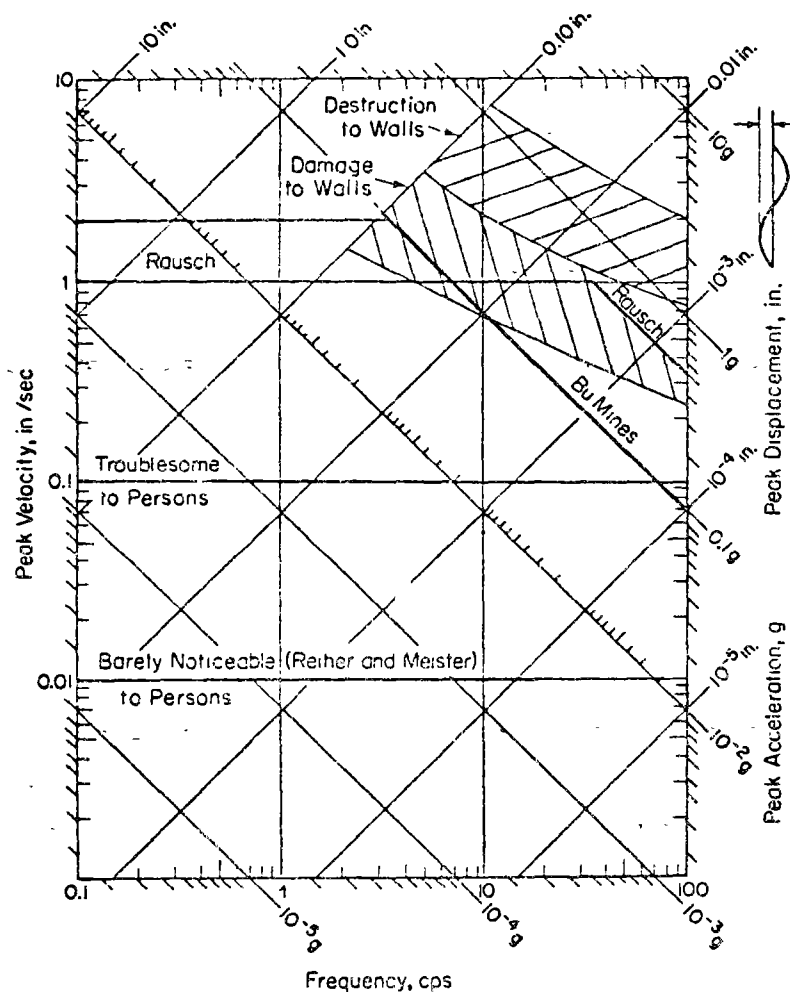 10 in.
1.0 in
0.10 in.
0.01 in.
10
Destruction
to Walls
Damage
to Walls
10g
Rausch
1
10-3 in.
Rausch
1g
Bu Mines
Peak Velocity, in/sec
Peak Displacement, in.
Troublesome
to Persons
0.1
10-4 in.
0.1g
Barely Noticeable (Reiher and Meister)
to Persons
0.01
10-5 in.
10-2g
Peak Acceleration, g
0.1
1
10
100
10-5g
10-4g
10-3g
Frequency, cps